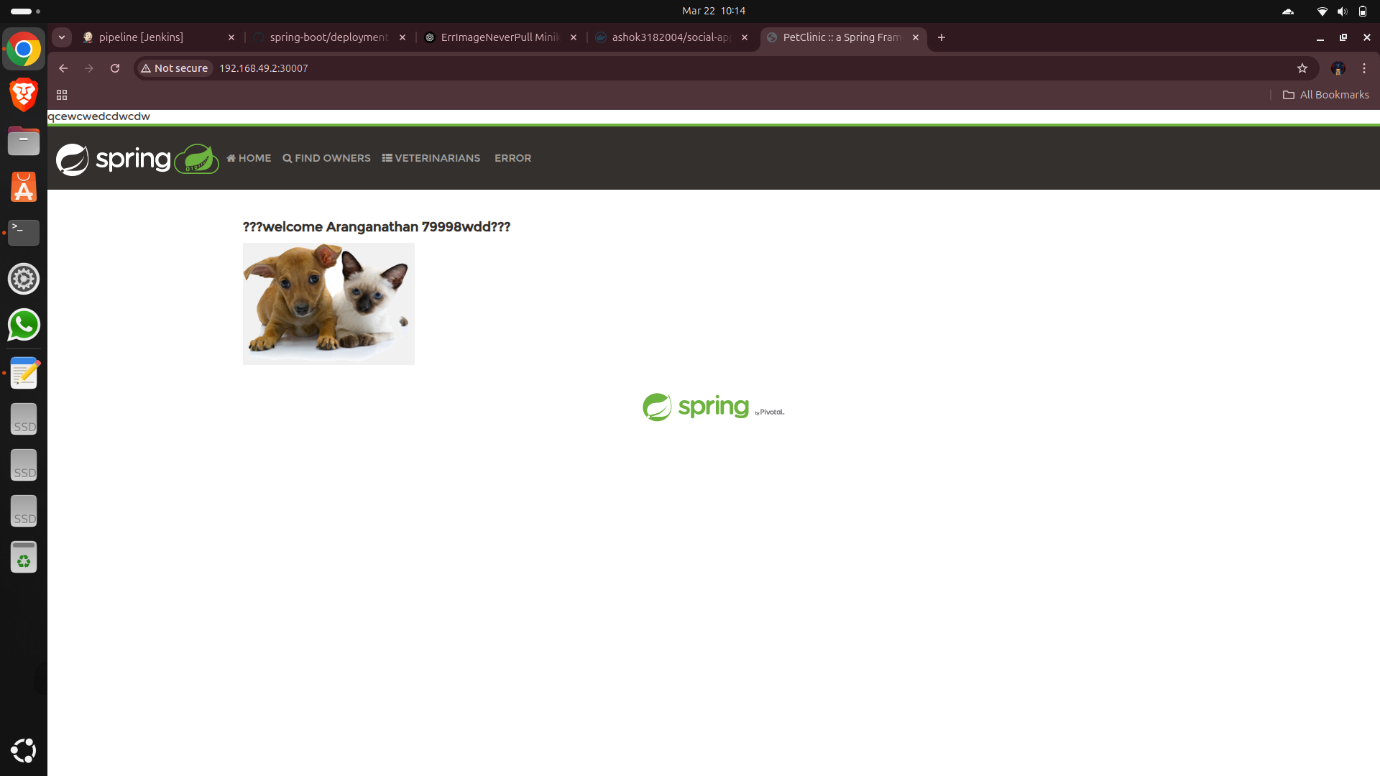 Mar 22 10:14
pipeline [Jenkins]
spring-boot/deployment
ErrImageNeverPull Minik
ashok3182004/social-app
PetClinic :: a Spring Fram
Not secure
192.168.49.2:30007
All Bookmarks
qcewcwedcdwcdw
spring
HOME
FIND OWNERS
VETERINARIANS
ERROR
???welcome Aranganathan 79998wdd???
spring by Pivotal.
SSD
SSD
SSD